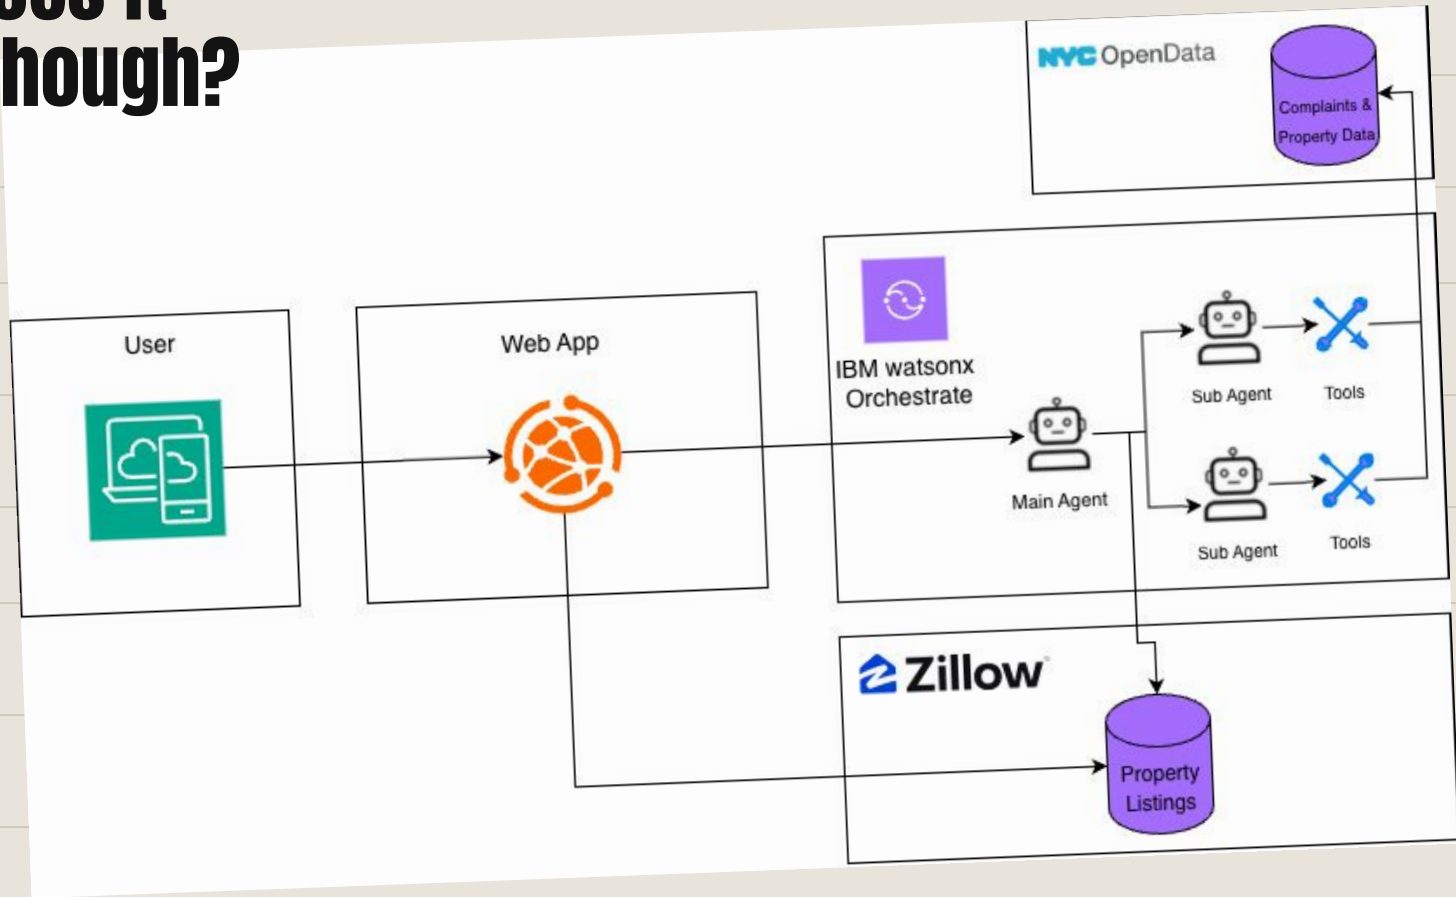 hough?
NYC OpenData
Complaints &
Property Data
User
Web App
IBM watsonx
Orchestrate
Main Agent
Sub Agent
Tools
Sub Agent
Tools
Zillow
Property
Listings